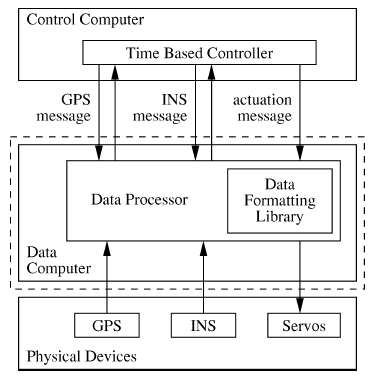 Control Computer
Time Based Controller
GPS
message
INS
message
actuation
message
Data Processor
Data
Formatting
Library
Data
Computer
GPS
INS
Servos
Physical Devices